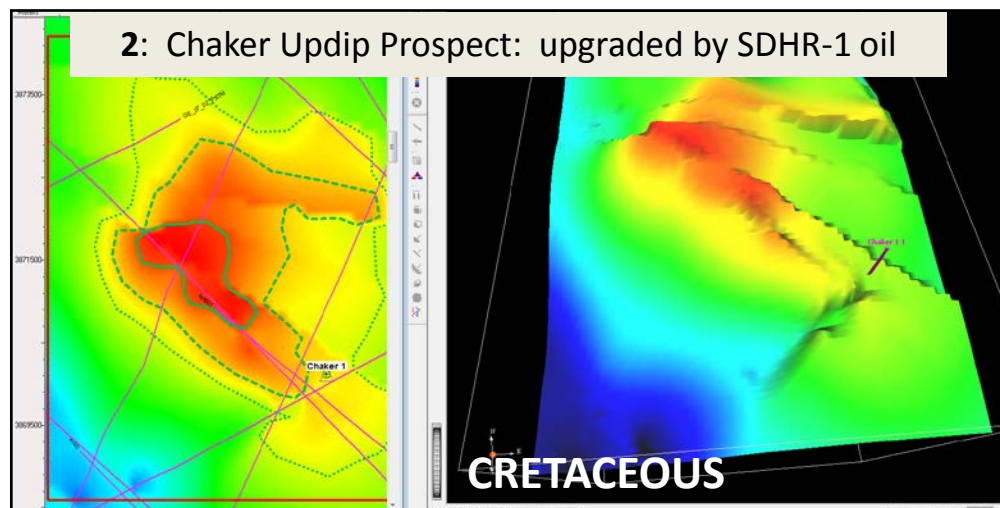 2: Chaker Updip Prospect: upgraded by SDHR-1 oil
3873500
3871500
3869500
Chaker 1
Chaker 1
CRETACEOUS